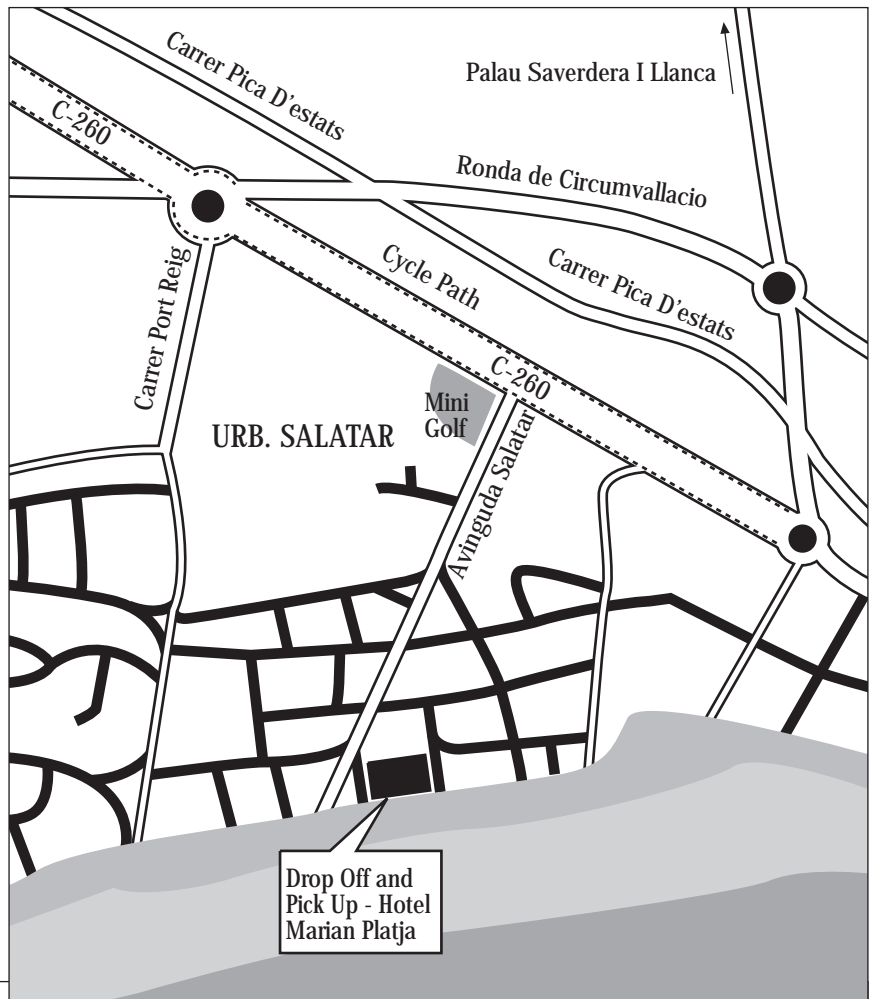 Carrer Pica D'estats
Palau Saverdera I Llanca
C-260
Ronda de Circumvallacio
Cycle Path
Carrer Port Reig
Carrer Pica D'estats
C-260
Mini
Golf
URB. SALATAR
Avinguda Salatar
Drop Off and
Pick Up - Hotel
Marian Platja